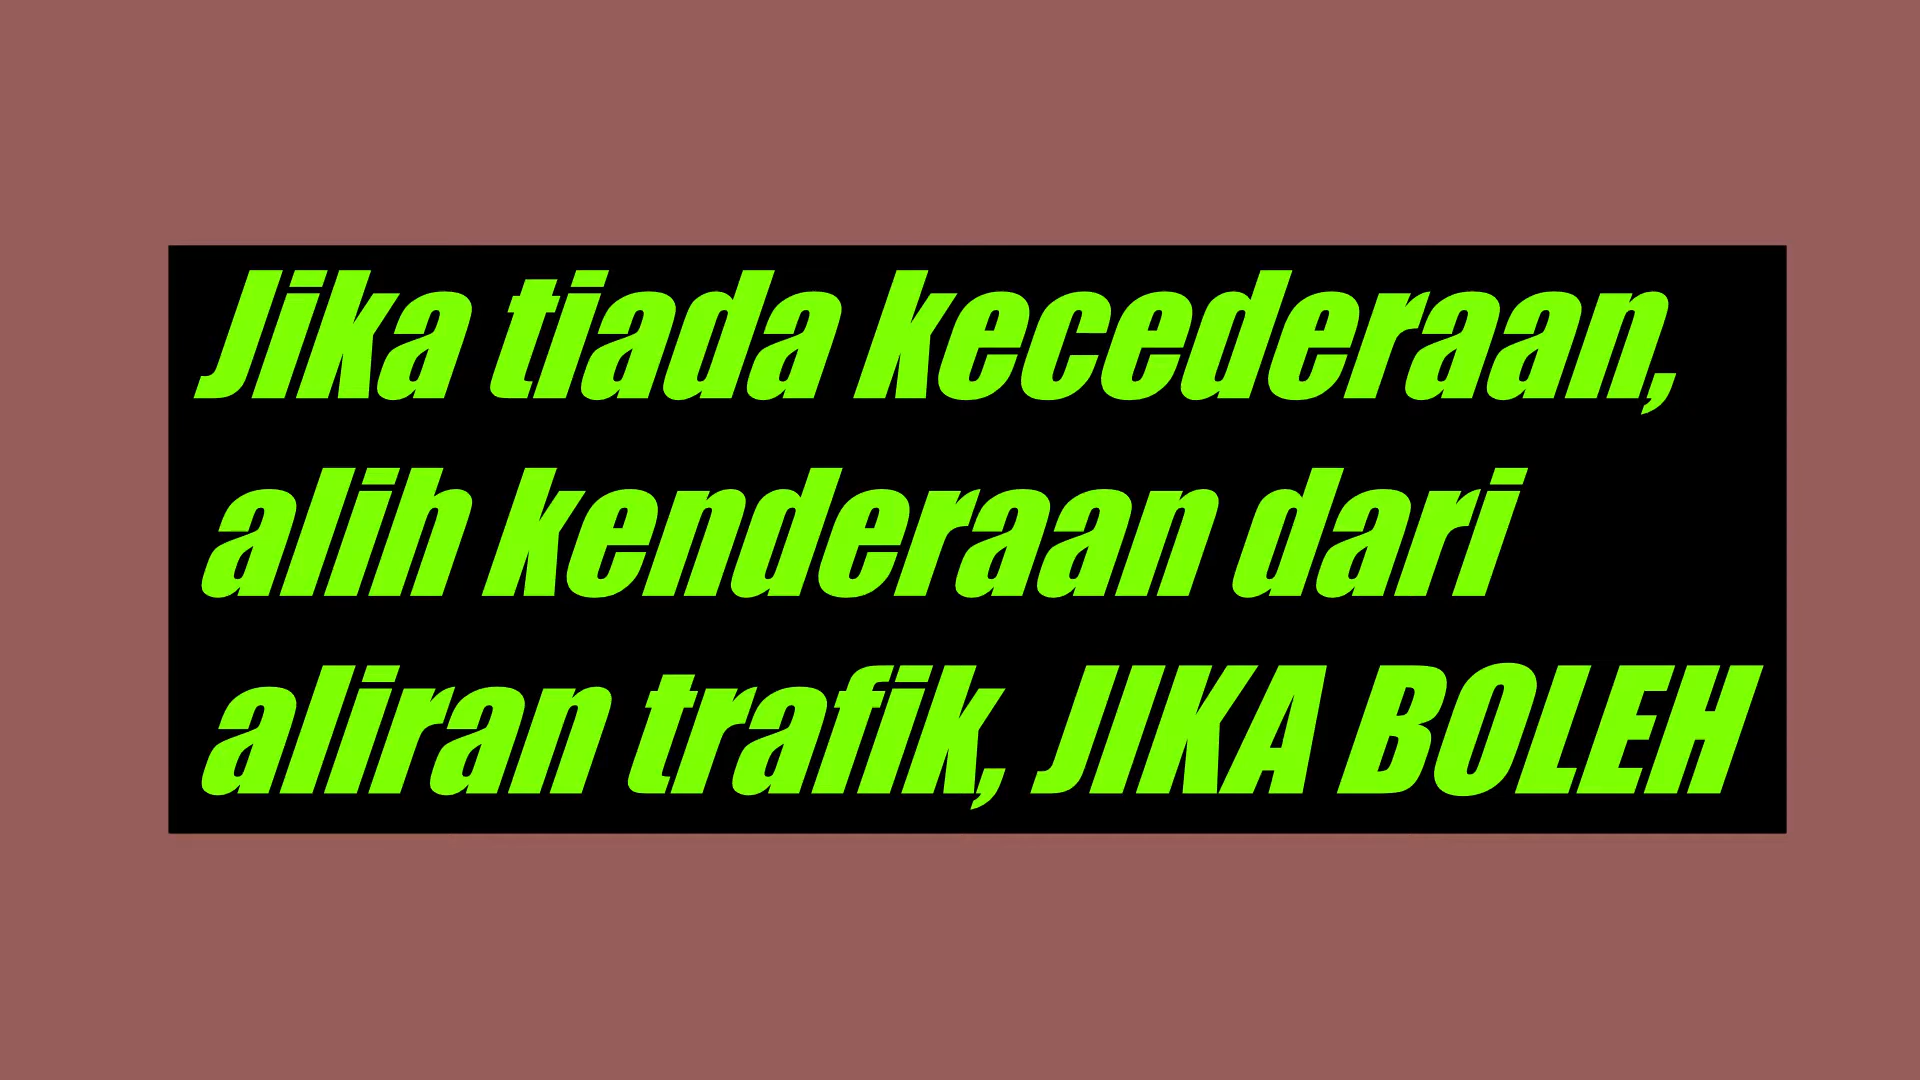 Jika tiada kecederaan,
alih kenderaan dari
aliran trafik, JIKA BOLEH